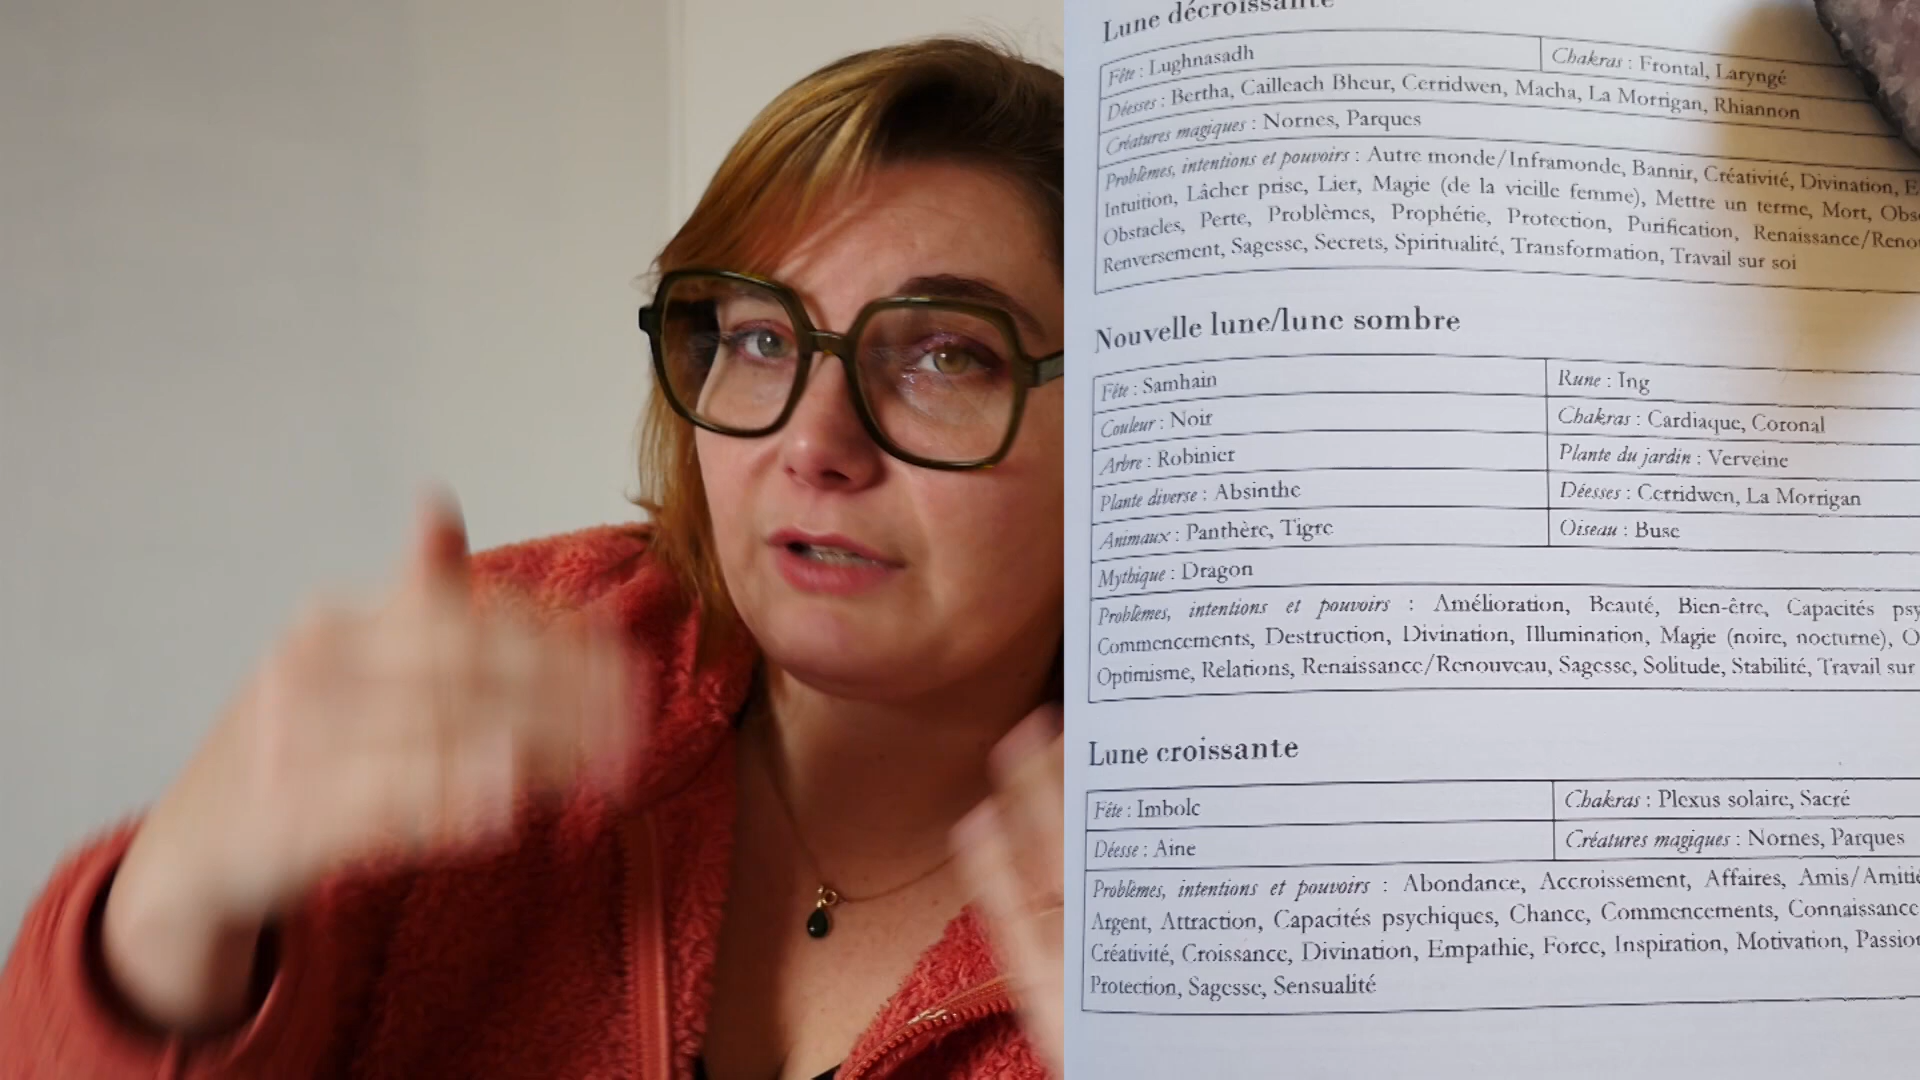 Lune décroissante
Fête : Lughnasadh
Chakras : Frontal, Laryngé
Déesses : Bertha, Cailleach Bheur, Cerridwen, Macha, La Morrigan, Rhiannon
Créatures magiques : Nornes, Parques
Problèmes, intentions et pouvoirs : Autre monde/Inframonde, Bannir, Créativité, Divination,
Intuition, Lâcher prise, Lier, Magie (de la vieille femme), Mettre un terme, Mort,
Obstacles, Perte, Problèmes, Prophétie, Protection, Purification,
Renversement, Sagesse, Secrets, Spiritualité, Transformation, Travail sur soi
Nouvelle lune/lune sombre
Fête : Samhain
Rune : Ing
Couleur : Noir
Chakras : Cardiaque, Coronal
Arbre : Robinier
Plante du jardin : Verveine
Plante diverse : Absinthe
Déesses : Cerridwen, La Morrigan
Animaux : Panthère, Tigre
Oiseau : Buse
Mythique : Dragon
Problèmes, intentions et pouvoirs : Amélioration, Beauté, Bien-être, Capacités
Commencements, Destruction, Divination, Illumination, Magie (noire, nocturne),
Optimisme, Relations, Renaissance/Renouveau, Sagesse, Solitude, Stabilité, Travail sur
Lune croissante
Fête : Imbolc
Chakras : Plexus solaire, Sacré
Déesse : Aine
Créatures magiques : Nornes, Parques
Problèmes, intentions et pouvoirs : Abondance, Accroissement, Affaires,
Argent, Attraction, Capacités psychiques, Chance, Commencements, Connaissance
Créativité, Croissance, Divination, Empathie, Force, Inspiration, Motivation,
Protection, Sagesse, Sensualité